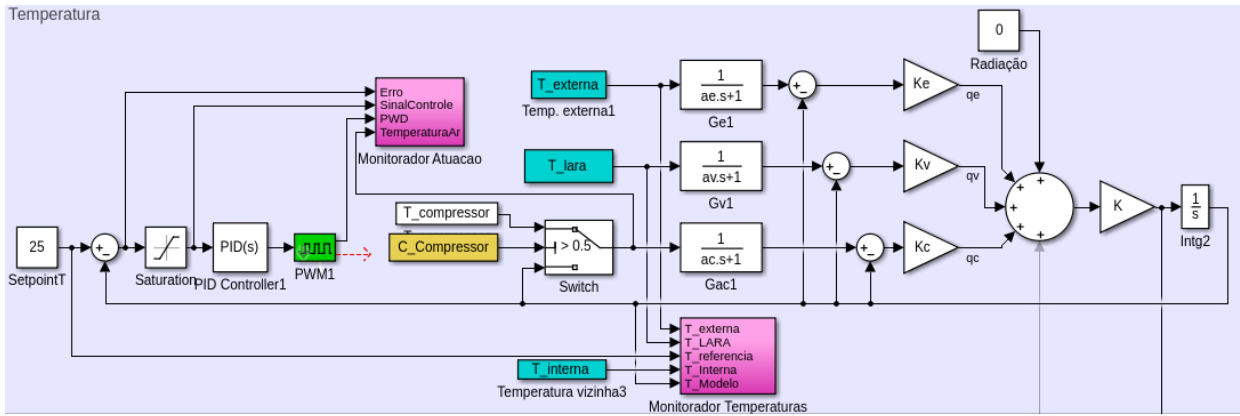 Temperatura
0
Radiação
T_externa
Temp. externa1
1
ae.s+1
Ge1
+
−
Ke
qe
Erro
SinalControle
PWD
TemperaturaAr
Monitorador Atuacao
T_lara
1
av.s+1
Gv1
+
−
Kv
qv
T_compressor
C_Compressor
> 0.5
Switch
1
ac.s+1
Gac1
+
−
Kc
qc
+
+
+
+
+
K
1
s
Intg2
25
SetpointT
+
−
Saturation
PID(s)
PID Controller1
PWM1
T_externa
T_LARA
T_referencia
T_Interna
T_Modelo
Monitorador Temperaturas
T_interna
Temperatura vizinha3